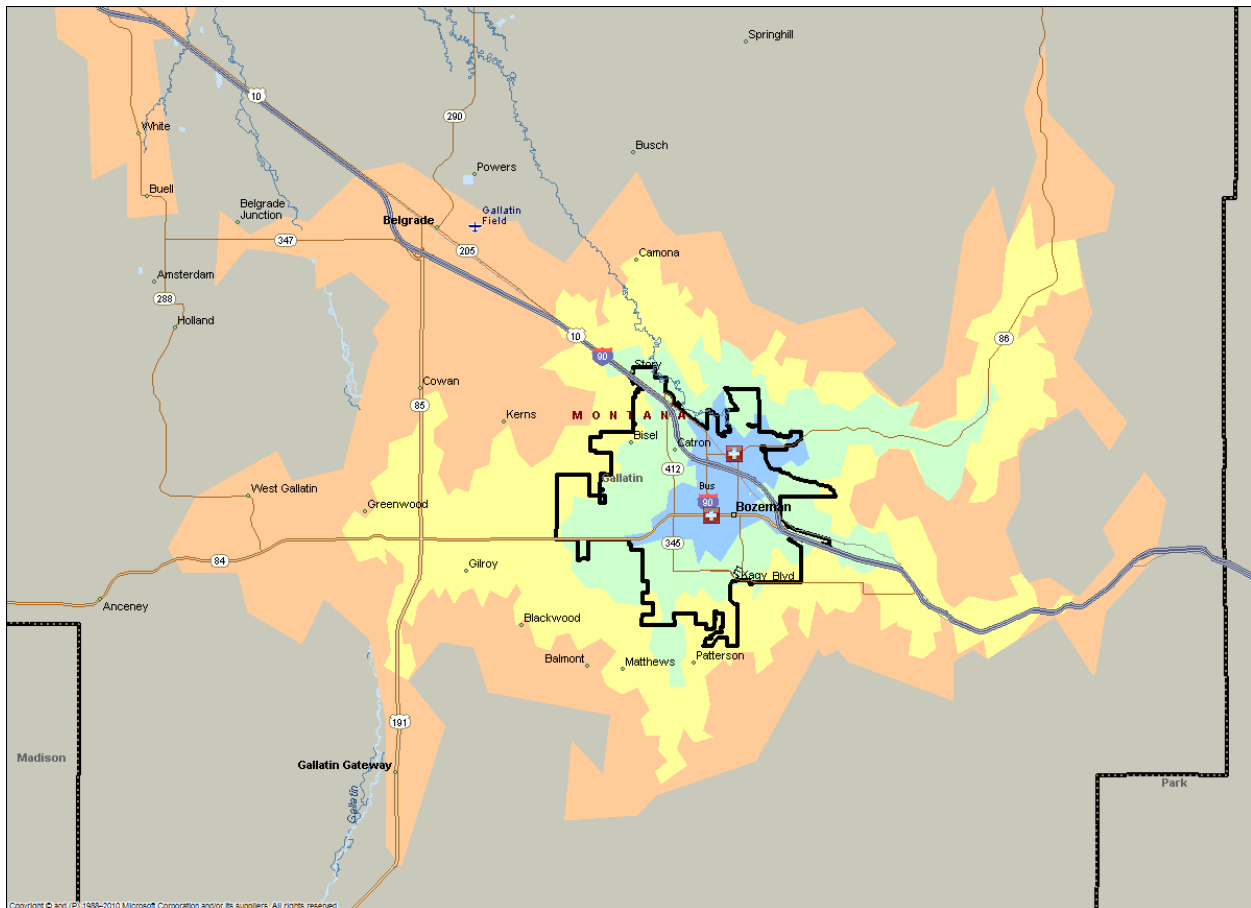 Springhill
10
290
White
Busch
Powers
Buell
Belgrade
Junction
Gallatin
Field
Belgrade
347
205
Camona
Amsterdam
288
Holland
10
86
90
Story
Cowan
85
Kerns
MONTANA
Bisel
Catron
412
Gallatin
Bus
90
West Gallatin
Greenwood
Bozeman
84
345
Gilroy
E Kagy Blvd
Anceney
Blackwood
Balmont
Matthews
Patterson
191
Madison
Gallatin Gateway
Park
Gallatin
Copyright © and (P) 1988–2010 Microsoft Corporation and/or its suppliers. All rights reserved.